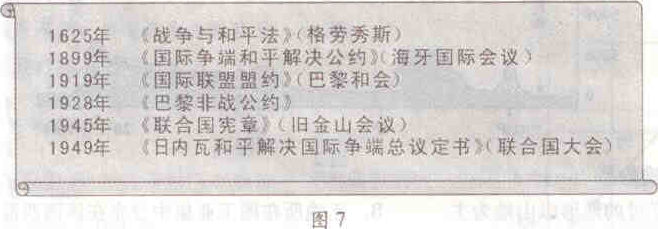 1625年 《战争与和平法》(格劳秀斯)
1899年 《国际争端和平解决公约》(海牙国际会议)
1919年 《国际联盟盟约》(巴黎和会)
1928年 《巴黎非战公约》
1945年 《联合国宪章》(旧金山会议)
1949年 《日内瓦和平解决国际争端总议定书》(联合国大会)
图7